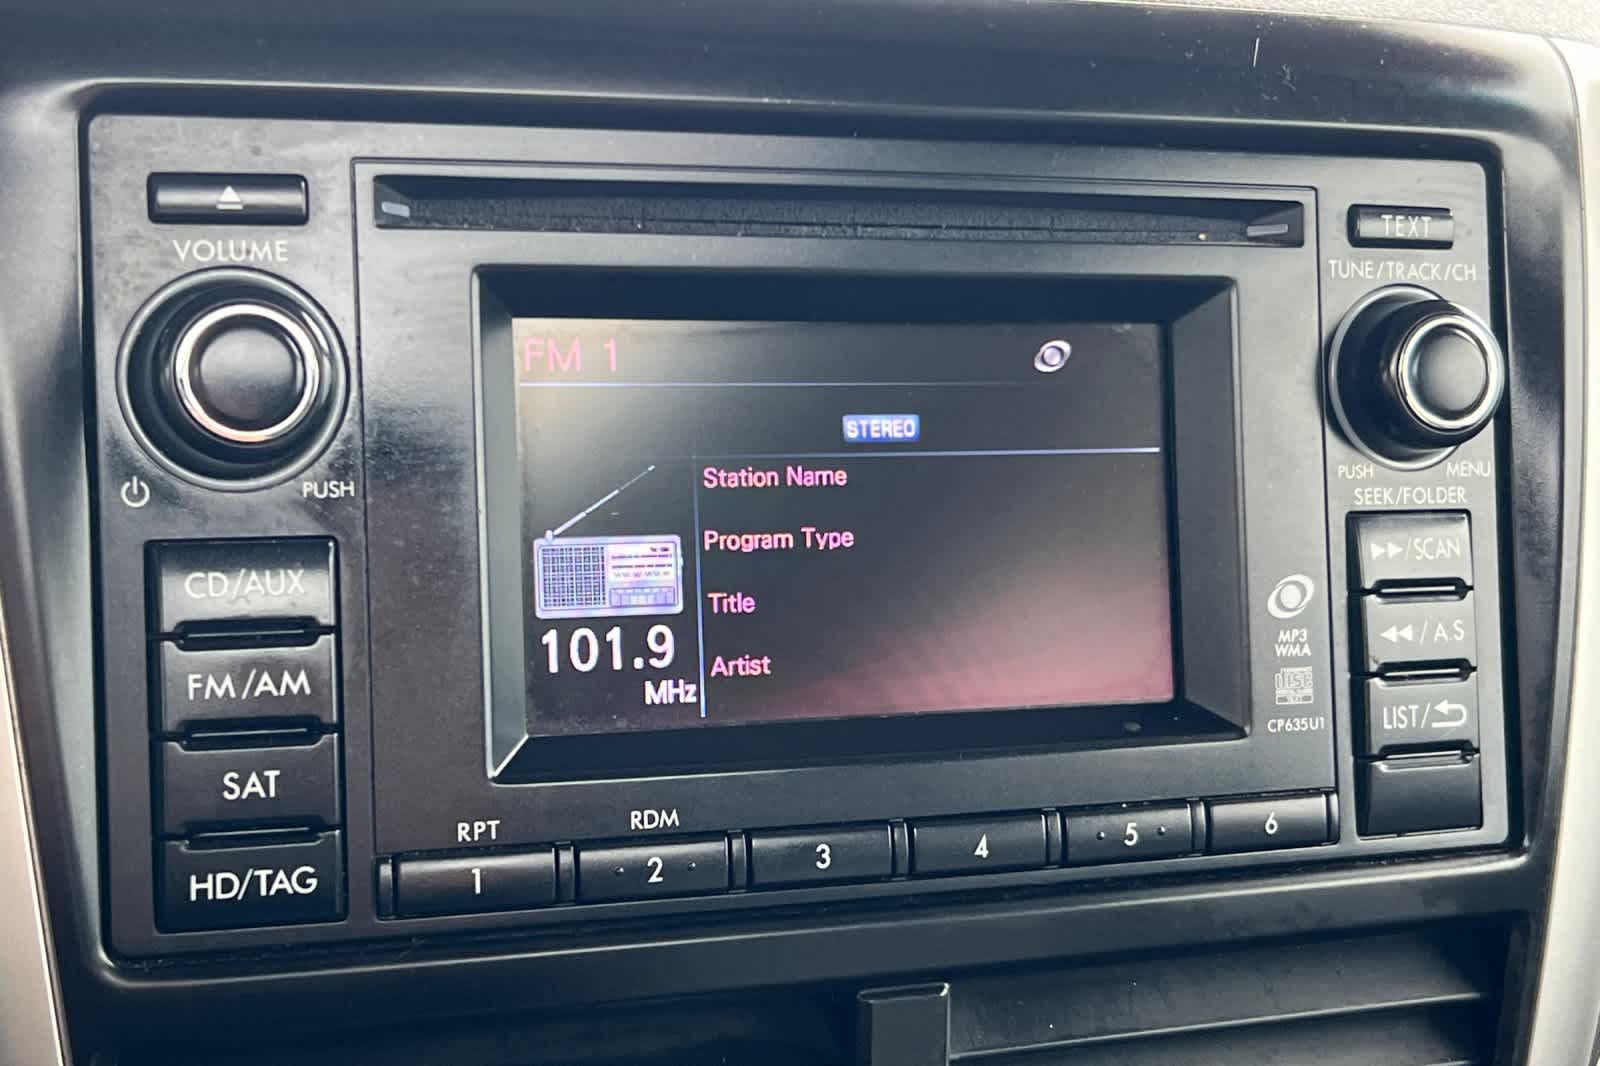 VOLUME
PUSH
CD/AUX
FM/AM
SAT
HD/TAG
FM 1
STEREO
Station Name
Program Type
Title
Artist
101.9
MHz
RPT
RDM
1
2
3
4
5
6
MP3
WMA
CP635U1
TEXT
TUNE/TRACK/CH
PUSH
MENU
SEEK/FOLDER
/SCAN
/A.S
LIST/